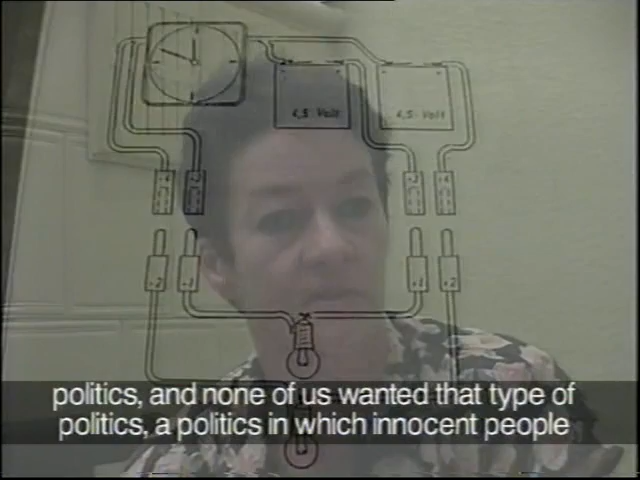 4,5 Volt 4,5 Volt
politics, and none of us wanted that type of
politics, a politics in which innocent people